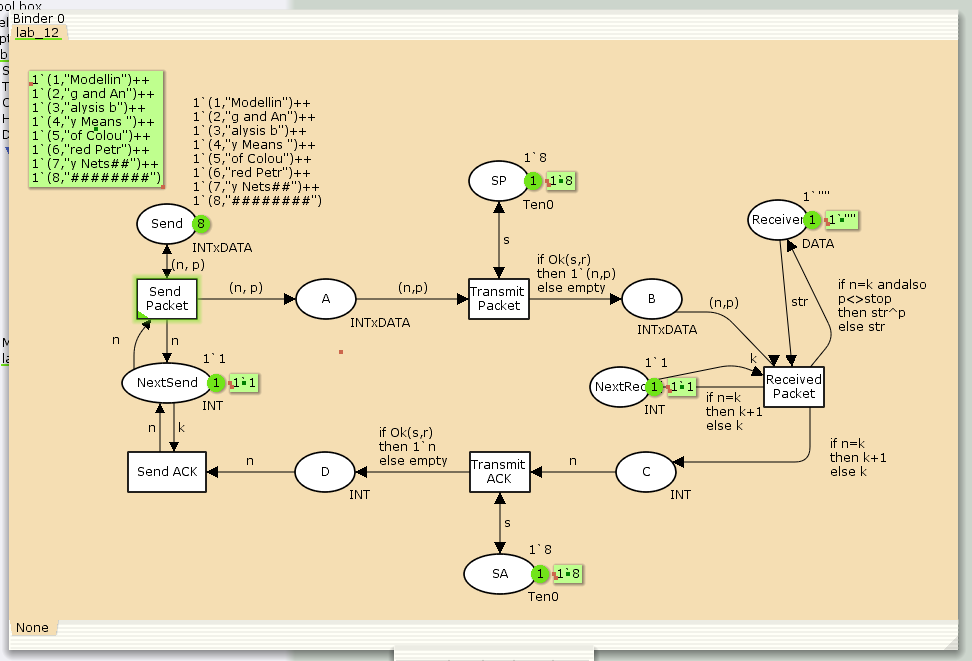 Binder 0
lab_12
1`(1,"Modellin")++
1`(2,"g and An")++
1`(3,"alysis b")++
1`(4,"y Means ")++
1`(5,"of Colou")++
1`(6,"red Petr")++
1`(7,"y Nets##")++
1`(8,"########")
1`(1,"Modellin")++
1`(2,"g and An")++
1`(3,"alysis b")++
1`(4,"y Means ")++
1`(5,"of Colou")++
1`(6,"red Petr")++
1`(7,"y Nets##")++
1`(8,"########")
Send
8
INTxDATA
(n, p)
Send
Packet
(n, p)
A
INTxDATA
(n,p)
1`8
SP
1
1`8
Ten0
s
Transmit
Packet
if Ok(s,r)
then 1`(n,p)
else empty
B
INTxDATA
(n,p)
1`""
Receiver
1
1`""
DATA
str
if n=k andalso
p<>stop
then str^p
else str
n
n
1`1
NextSend
1
1`1
INT
1`1
NextRec
1
1`1
INT
k
if n=k
then k+1
else k
Received
Packet
if n=k
then k+1
else k
n
k
Send ACK
n
D
INT
if Ok(s,r)
then 1`n
else empty
Transmit
ACK
n
C
INT
s
1`8
SA
1
1`8
Ten0
None